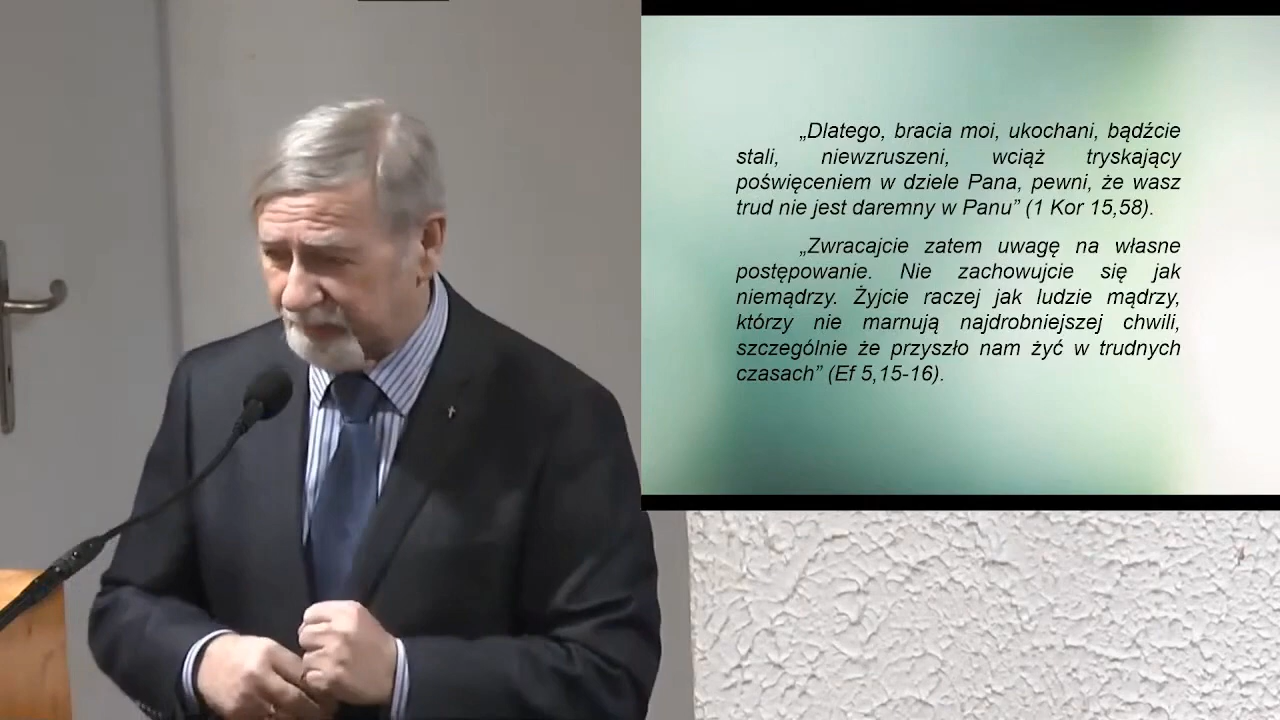 „Dlatego, bracia moi, ukochani, bądźcie
stali, niewzruszeni, wciąż tryskający
poświęceniem w dziele Pana, pewni, że wasz
trud nie jest daremny w Panu” (1 Kor 15,58).
„Zwracajcie zatem uwagę na własne
postępowanie. Nie zachowujcie się jak
niemądrzy. Żyjcie raczej jak ludzie mądrzy,
którzy nie marnują najdrobniejszej chwili,
szczególnie że przyszło nam żyć w trudnych
czasach” (Ef 5,15-16).